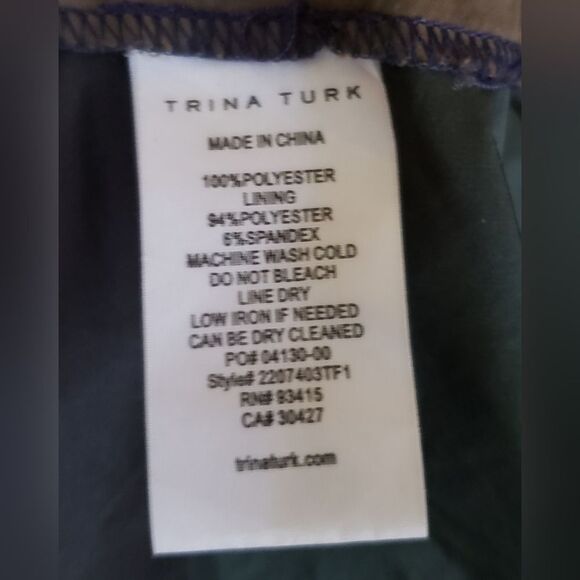 TRINA TURK
MADE IN CHINA
100%POLYESTER
LINING
94%POLYESTER
6%SPANDEX
MACHINE WASH COLD
DO NOT BLEACH
LINE DRY
LOW IRON IF NEEDED
CAN BE DRY CLEANED
PO# 04130-00
Style# 2207403TF1
RN# 93415
CA# 30427
trinaturk.com